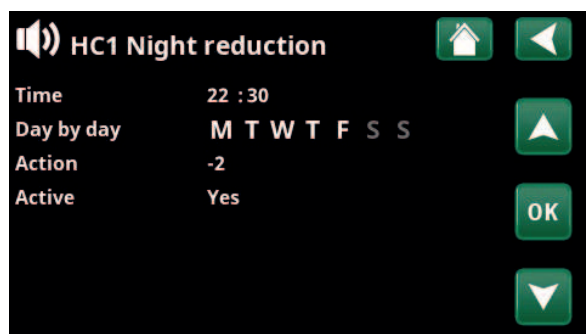 HC1 Night reduction
Time 22 :30
Day by day M T W T F S S
Action -2
Active Yes
OK